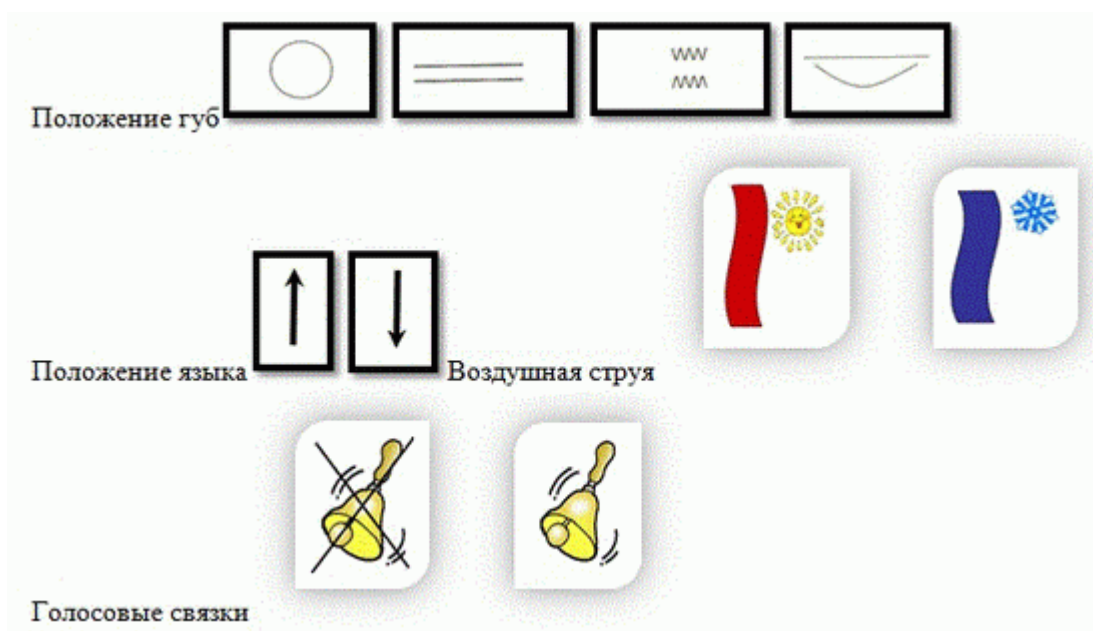 Положение губ
Положение языка
Воздушная струя
Голосовые связки